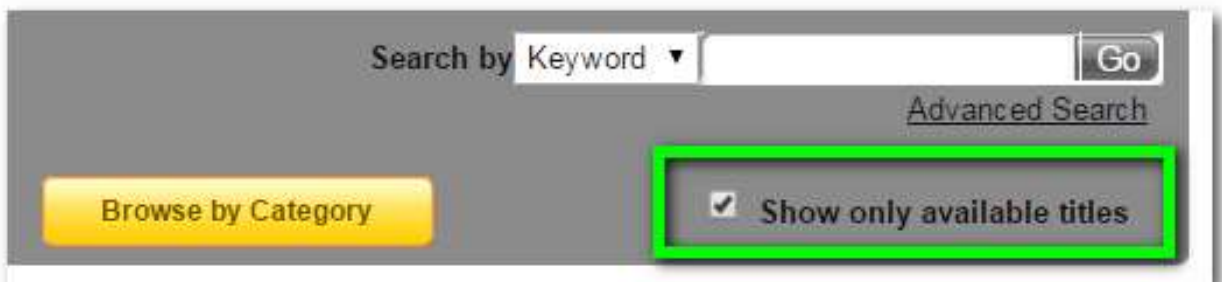 Search by Keyword Go
Advanced Search
Browse by Category Show only available titles